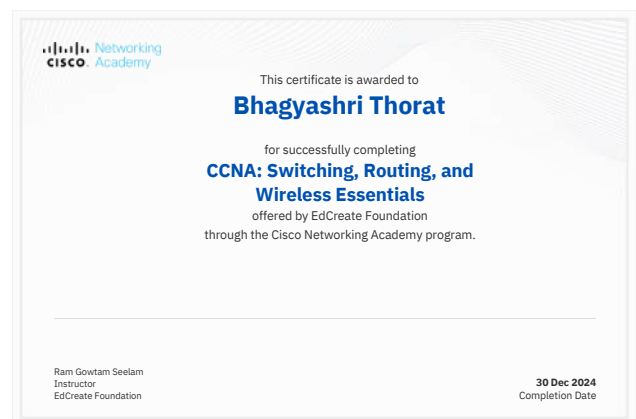 Networking
CISCO Academy
This certificate is awarded to
Bhagyashri Thorat
for successfully completing
CCNA: Switching, Routing, and
Wireless Essentials
offered by EdCreate Foundation
through the Cisco Networking Academy program.
Ram Gowtam Seelam
Instructor
EdCreate Foundation
30 Dec 2024
Completion Date